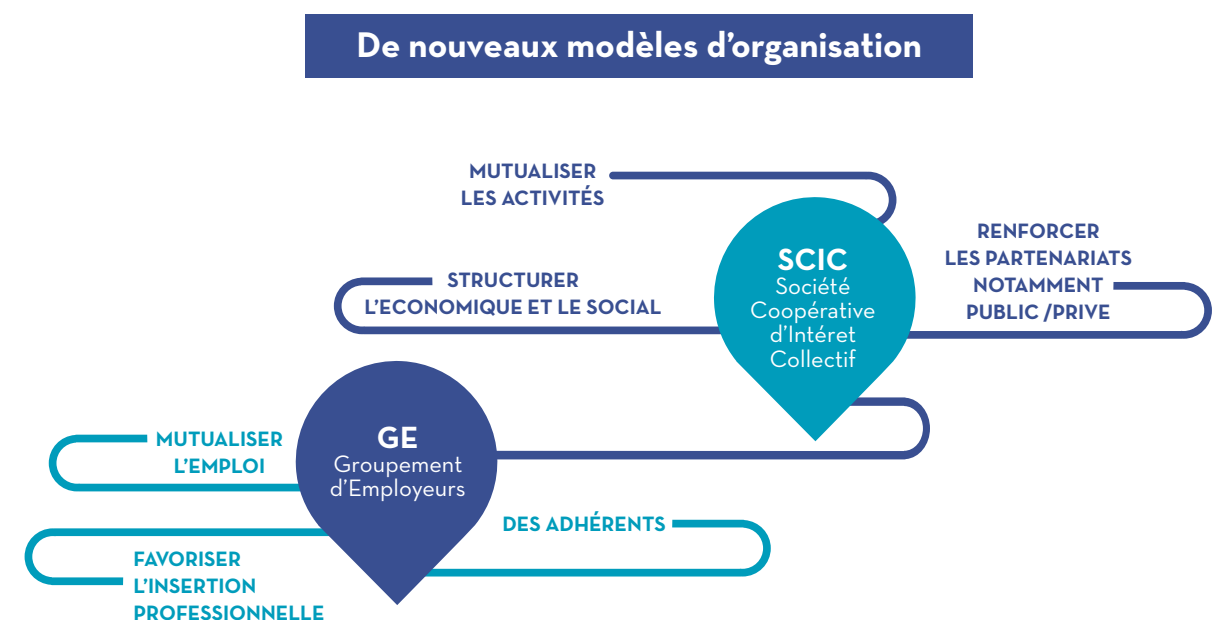 De nouveaux modèles d'organisation
MUTUALISER
LES ACTIVITÉS
RENFORCER
LES PARTENARIATS
NOTAMMENT
PUBLIC /PRIVE
SCIC
Société
Coopérative
d'Intéret
Collectif
STRUCTURER
L'ECONOMIQUE ET LE SOCIAL
GE
Groupement
d'Employeurs
MUTUALISER
L'EMPLOI
DES ADHÉRENTS
FAVORISER
L'INSERTION
PROFESSIONNELLE